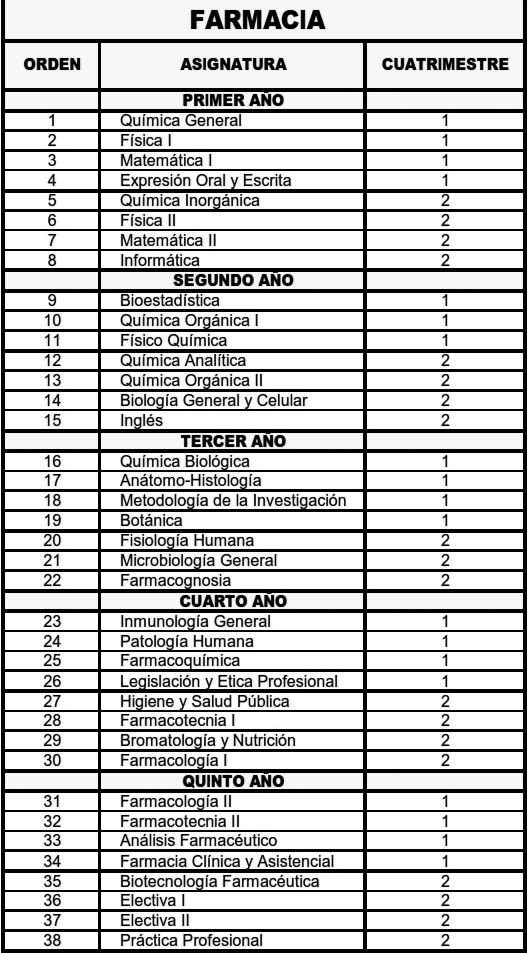 FARMACIA
ORDEN ASIGNATURA CUATRIMESTRE
PRIMER AÑO
1 Química General 1
2 Física I 1
3 Matemática I 1
4 Expresión Oral y Escrita 1
5 Química Inorgánica 2
6 Física II 2
7 Matemática II 2
8 Informática 2
SEGUNDO AÑO
9 Bioestadística 1
10 Química Orgánica I 1
11 Físico Química 1
12 Química Analítica 2
13 Química Orgánica II 2
14 Biología General y Celular 2
15 Inglés 2
TERCER AÑO
16 Química Biológica 1
17 Anátomo-Histología 1
18 Metodología de la Investigación 1
19 Botánica 1
20 Fisiología Humana 2
21 Microbiología General 2
22 Farmacognosia 2
CUARTO AÑO
23 Inmunología General 1
24 Patología Humana 1
25 Farmacoquímica 1
26 Legislación y Etica Profesional 1
27 Higiene y Salud Pública 2
28 Farmacotecnia I 2
29 Bromatología y Nutrición 2
30 Farmacología I 2
QUINTO AÑO
31 Farmacología II 1
32 Farmacotecnia II 1
33 Análisis Farmacéutico 1
34 Farmacia Clínica y Asistencial 1
35 Biotecnología Farmacéutica 2
36 Electiva I 2
37 Electiva II 2
38 Práctica Profesional 2